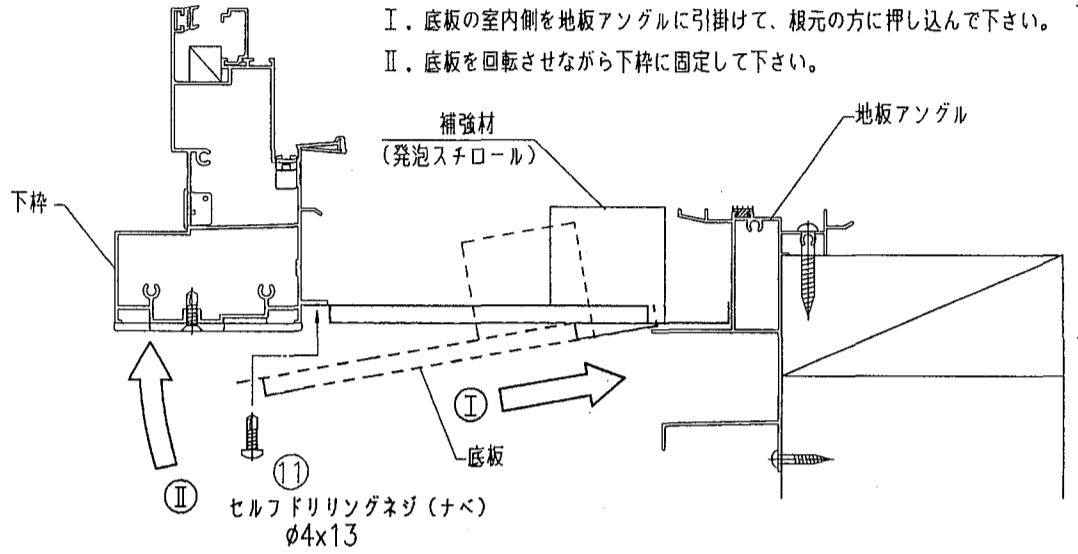 Ⅰ. 底板の室内側を地板アングルに引掛けて、根元の方に押し込んで下さい。
Ⅱ. 底板を回転させながら下枠に固定して下さい。
補強材
(発泡スチロール)
地板アングル
下枠
Ⅰ
底板
Ⅱ
11
セルフドリリングネジ(ナベ)
φ4x13